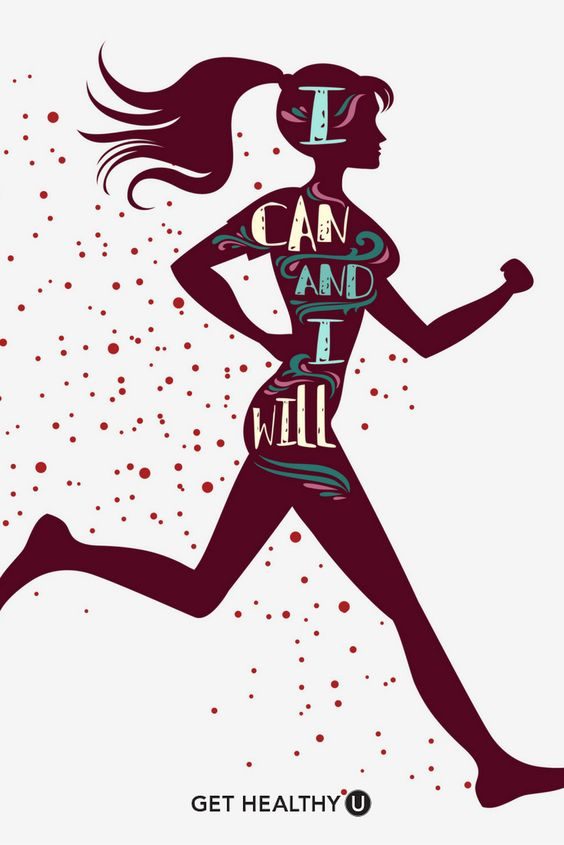 I
CAN
AND
I
WILL
GET HEALTHY U